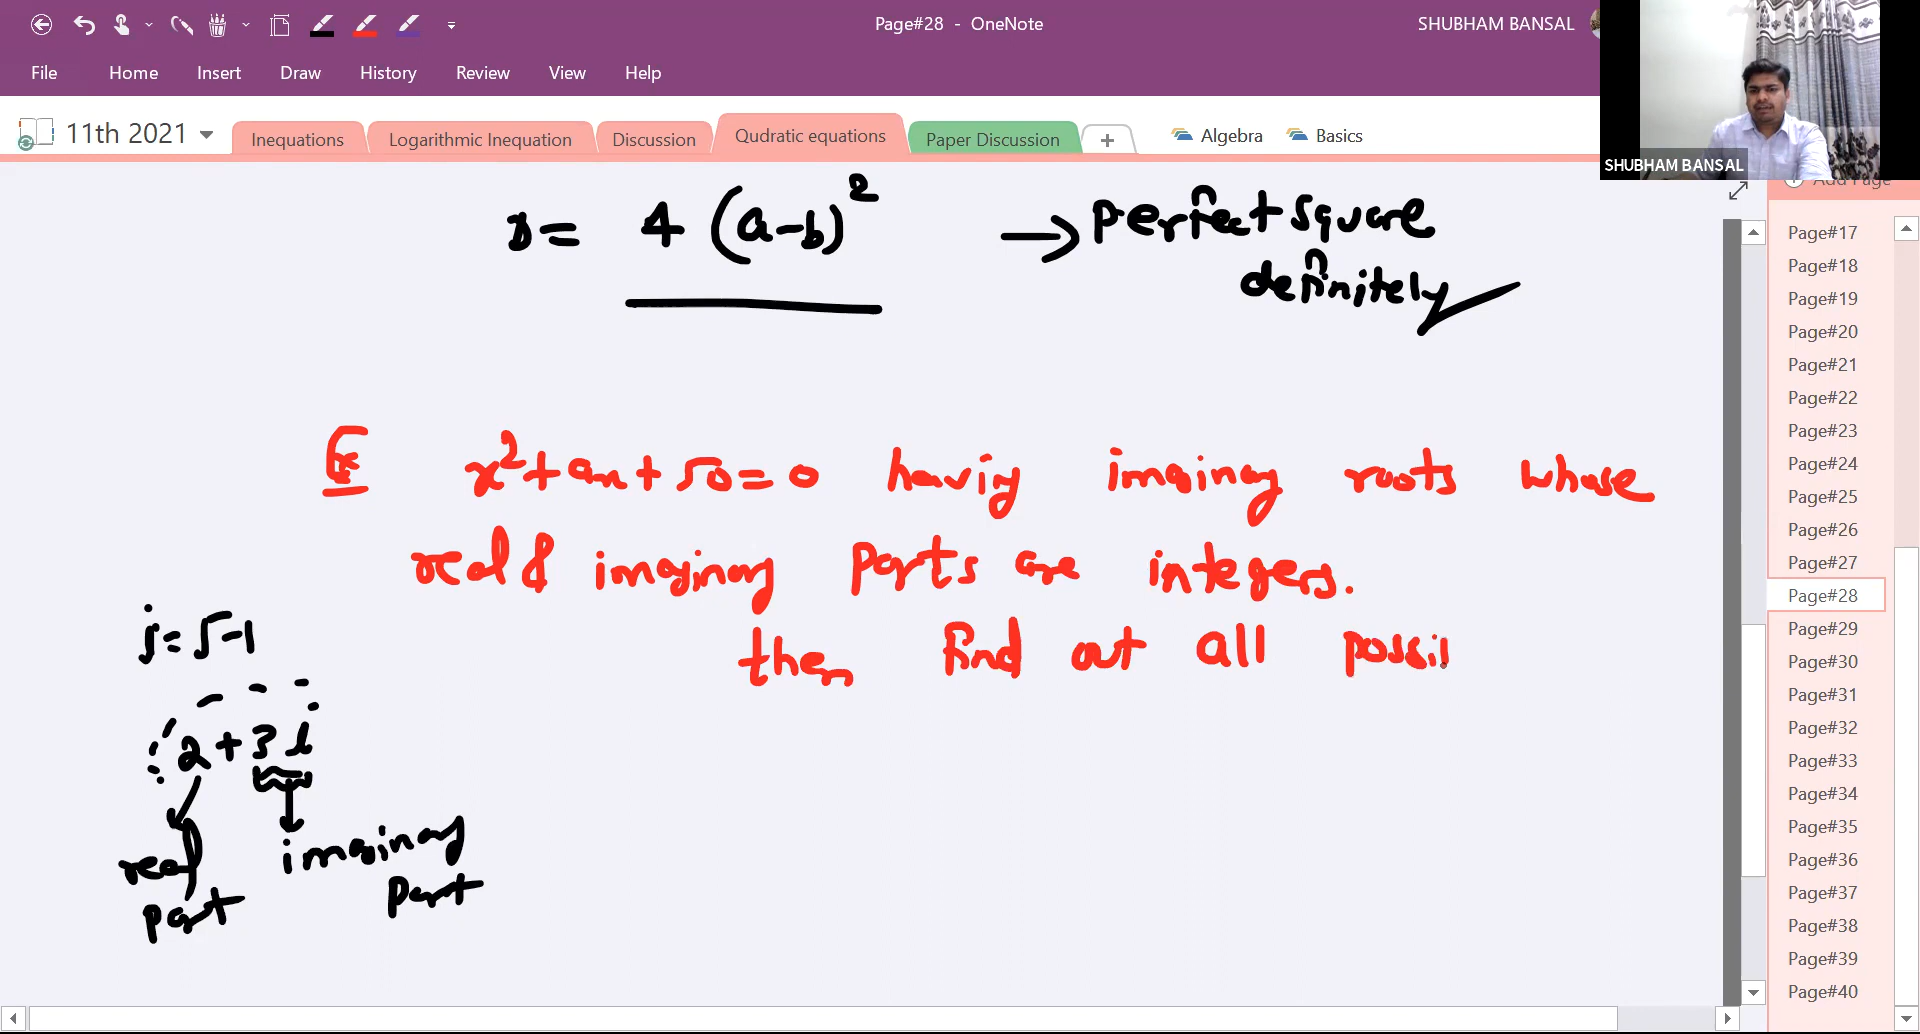 Page#28 - OneNote
SHUBHAM BANSAL
File Home Insert Draw History Review View Help
11th 2021
Inequations
Logarithmic Inequation
Discussion
Qudratic equations
Paper Discussion
+
Algebra
Basics
SHUBHAM BANSAL
Add Page
Page#17
Page#18
Page#19
Page#20
Page#21
Page#22
Page#23
Page#24
Page#25
Page#26
Page#27
Page#28
Page#29
Page#30
Page#31
Page#32
Page#33
Page#34
Page#35
Page#36
Page#37
Page#38
Page#39
Page#40
D = 4 (a-b)² → perfect square
definitely
Ex x²+ax+50=0 having imaginary roots whose
real & imaginary parts are integers.
then find out all possi
i=√-1
2+3i
real
part
imaginary
part